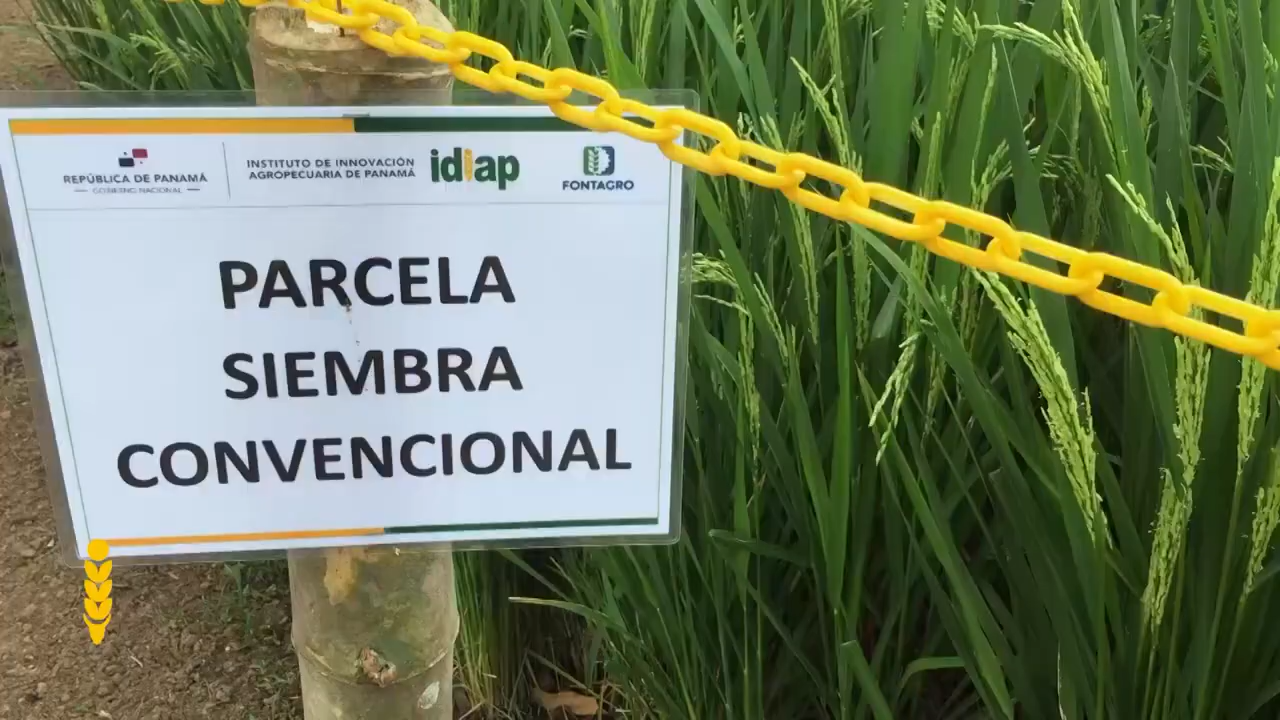 REPÚBLICA DE PANAMÁ
— GOBIERNO NACIONAL —
INSTITUTO DE INNOVACIÓN
AGROPECUARIA DE PANAMÁ
idiap
FONTAGRO
PARCELA
SIEMBRA
CONVENCIONAL